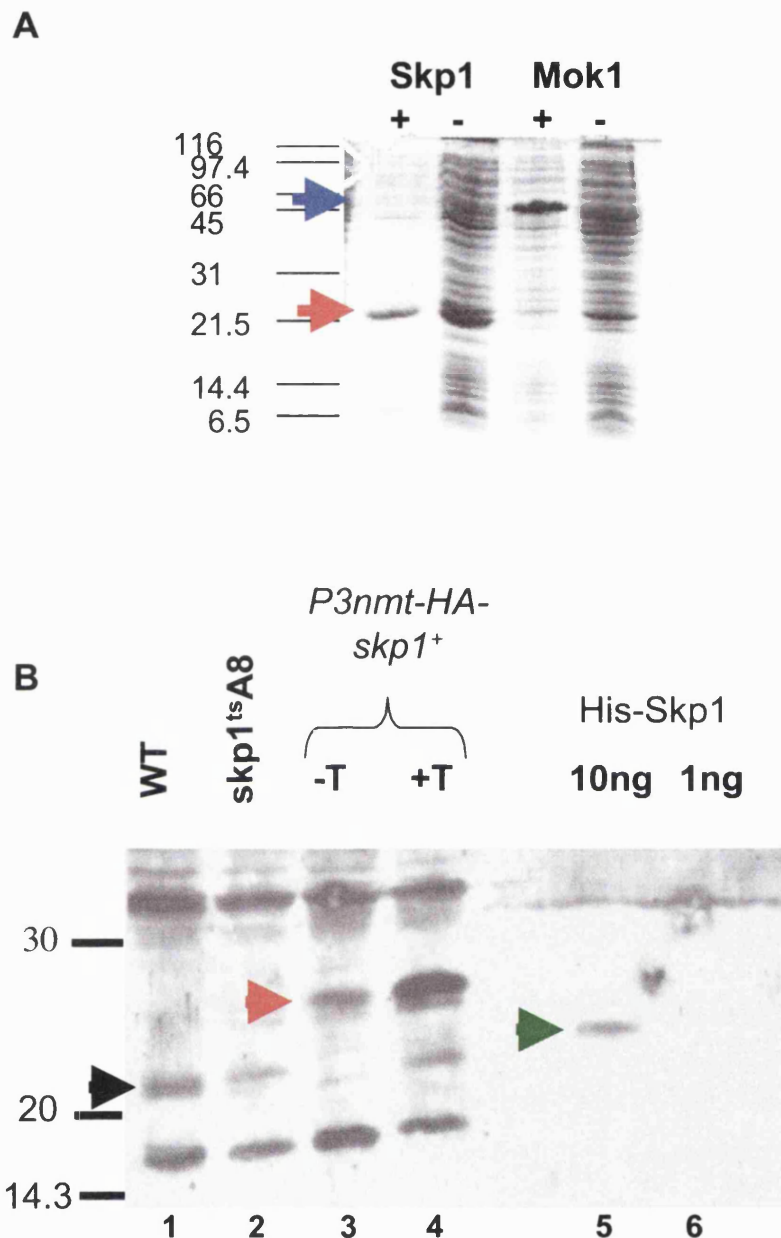 A
Skp1 Mok1
+ - + -
116
97.4
66
45
31
21.5
14.4
6.5
P3nmt-HA-
skp1⁺
B
WT
skp1ᵗˢA8
-T +T
His-Skp1
10ng 1ng
30
20
14.3
1 2 3 4 5 6